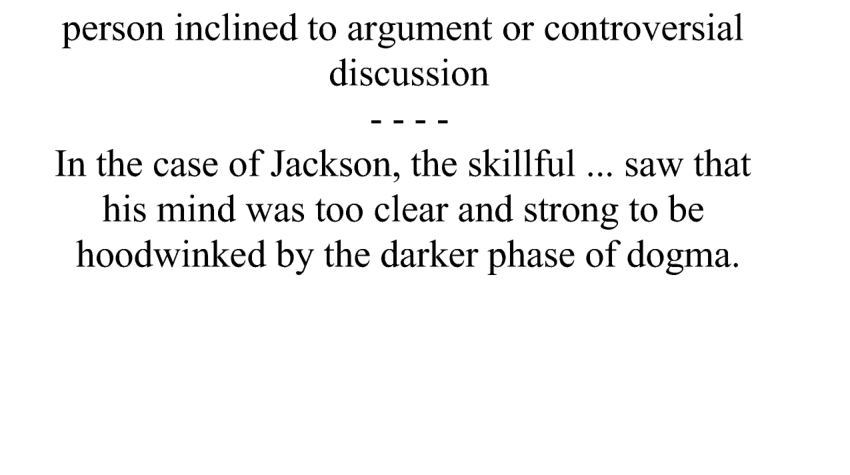 person inclined to argument or controversial
discussion
- - - -
In the case of Jackson, the skillful ... saw that
his mind was too clear and strong to be
hoodwinked by the darker phase of dogma.